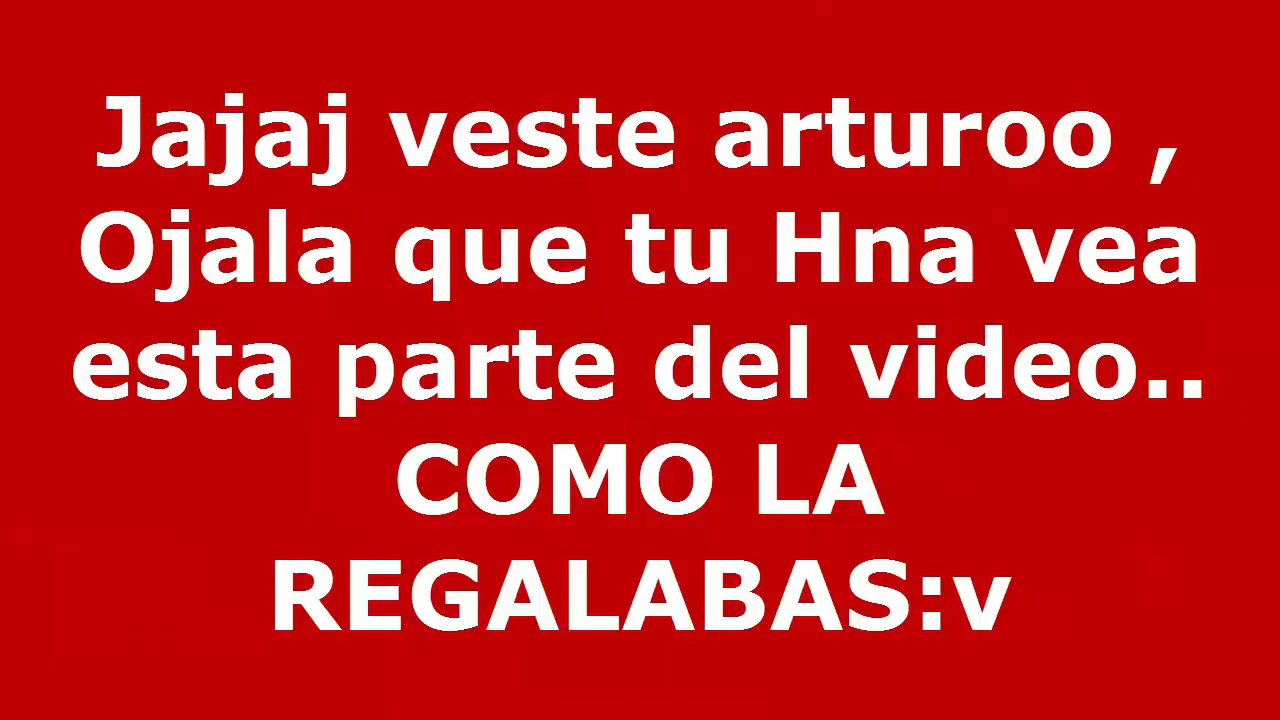 Jajaj veste arturoo ,
Ojala que tu Hna vea
esta parte del video..
COMO LA
REGALABAS:v